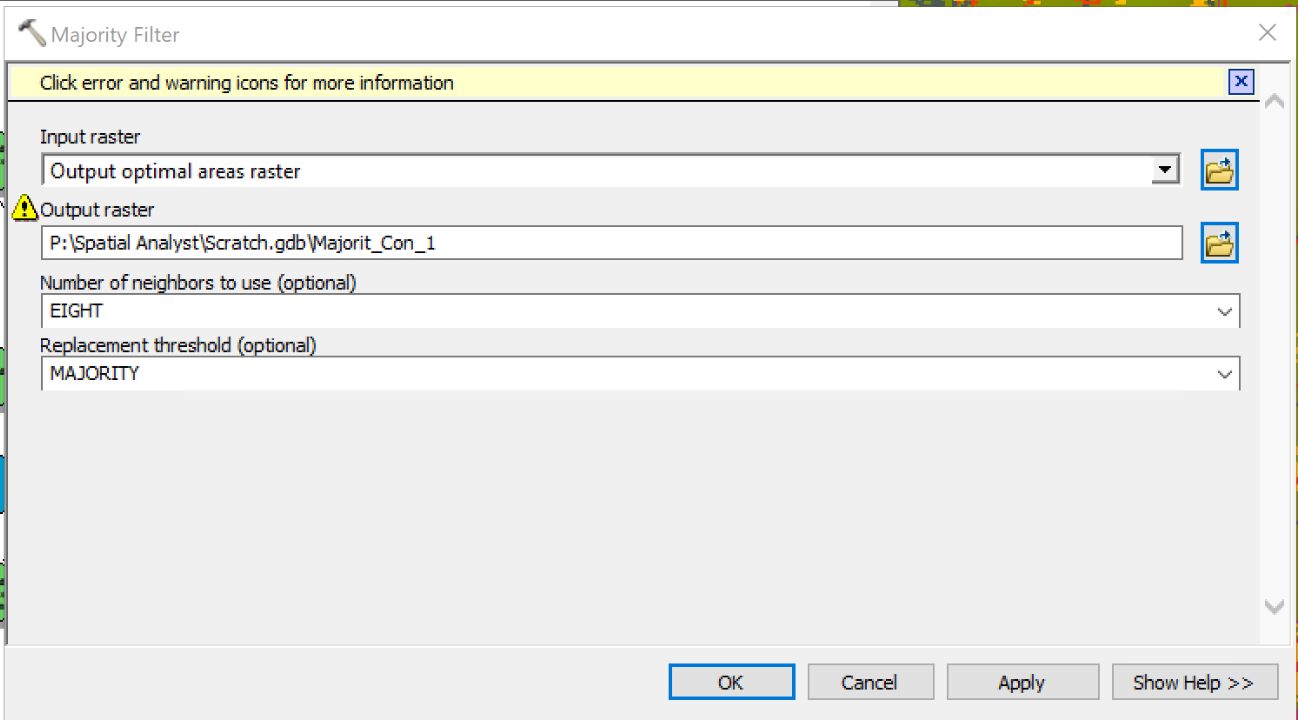 Majority Filter
Click error and warning icons for more information
Input raster
Output optimal areas raster
Output raster
P:\Spatial Analyst\Scratch.gdb\Majorit_Con_1
Number of neighbors to use (optional)
EIGHT
Replacement threshold (optional)
MAJORITY
OK
Cancel
Apply
Show Help >>